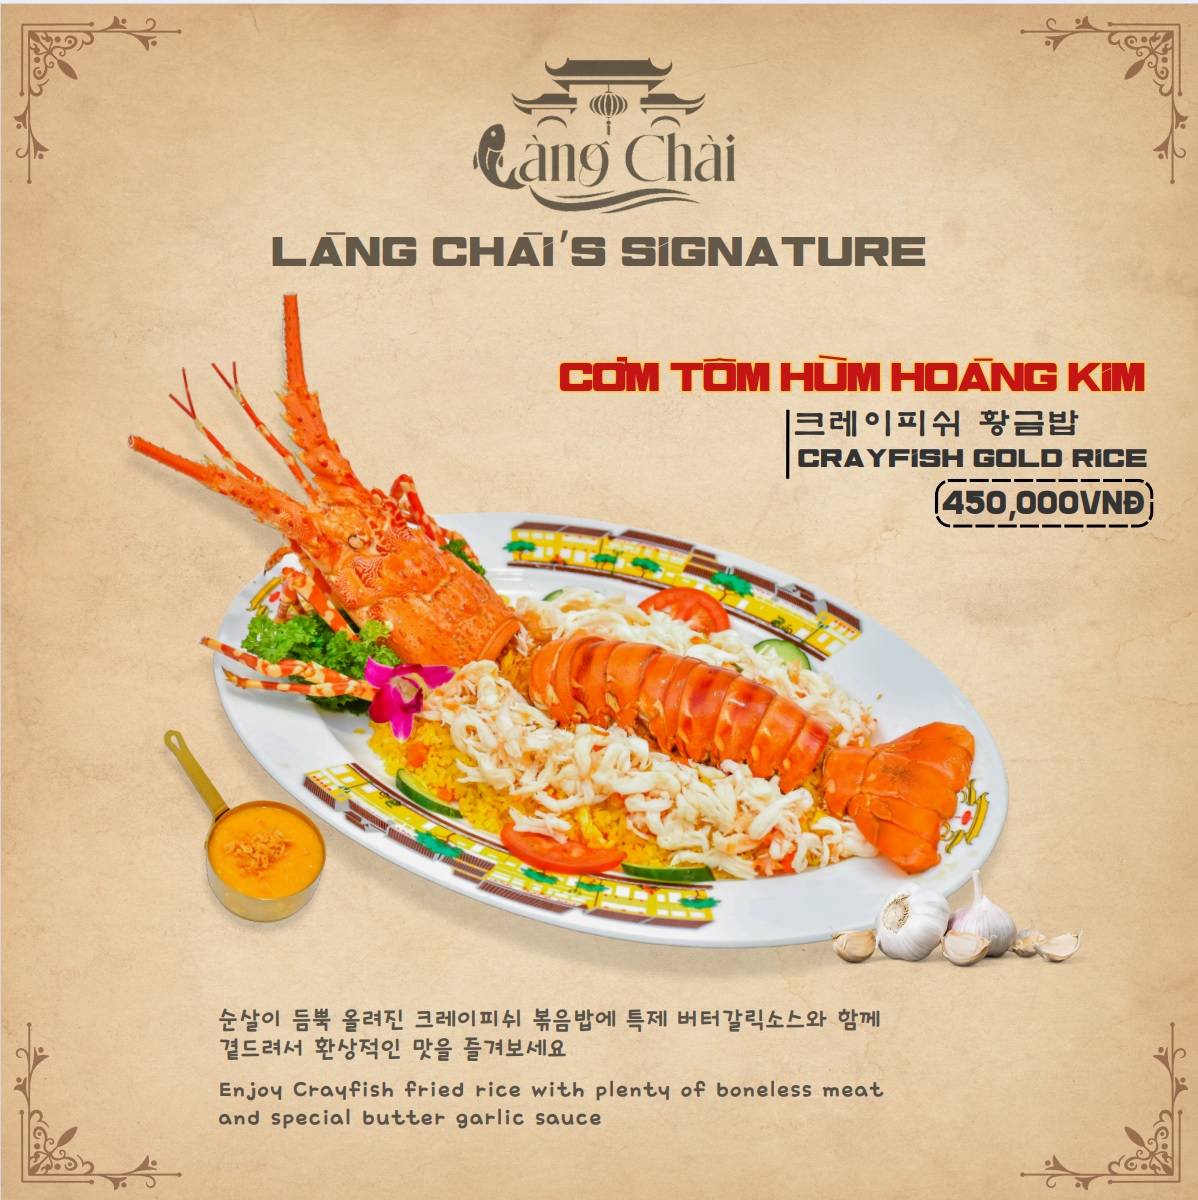 Làng Chài
LÀNG CHÀI'S SIGNATURE
CƠM TÔM HÙM HOÀNG KIM
크레이피쉬 황금밥
CRAYFISH GOLD RICE
450,000VNĐ
순살이 듬뿍 올려진 크레이피쉬 볶음밥에 특제 버터갈릭소스와 함께
곁드려서 환상적인 맛을 즐겨보세요
Enjoy Crayfish fried rice with plenty of boneless meat
and special butter garlic sauce